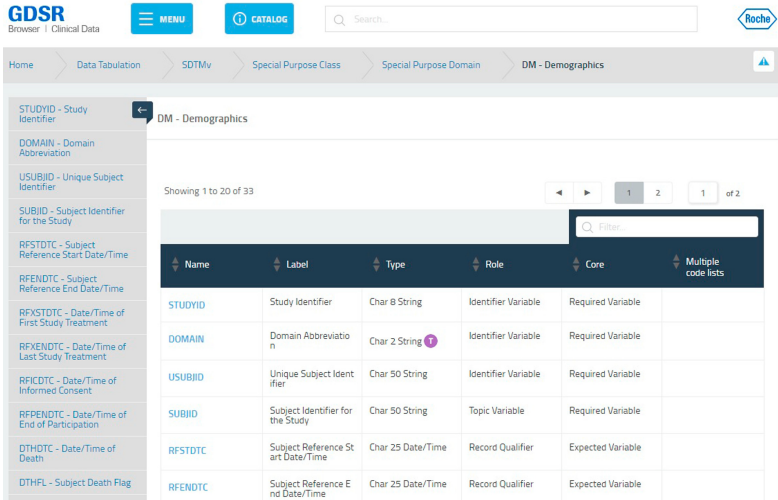 GDSR
Browser | Clinical Data
MENU
CATALOG
Search...
Roche
Home
Data Tabulation
SDTMv
Special Purpose Class
Special Purpose Domain
DM - Demographics
STUDYID - Study
Identifier
DOMAIN - Domain
Abbreviation
USUBJID - Unique Subject
Identifier
SUBJID - Subject Identifier
for the Study
RFSTDTC - Subject
Reference Start Date/Time
RFENDTC - Subject
Reference End Date/Time
RFXSTDTC - Date/Time of
First Study Treatment
RFXENDTC - Date/Time of
Last Study Treatment
RFICDTC - Date/Time of
Informed Consent
RFPENDTC - Date/Time of
End of Participation
DTHDTC - Date/Time of
Death
DTHFL - Subject Death Flag
DM - Demographics
Showing 1 to 20 of 33
1 2 1 of 2
Filter...
Name Label Type Role Core Multiple
code lists
STUDYID Study Identifier Char 8 String Identifier Variable Required Variable
DOMAIN Domain Abbreviatio Char 2 String T Identifier Variable Required Variable
n
USUBJID Unique Subject Ident Char 50 String Identifier Variable Required Variable
ifier
SUBJID Subject Identifier for Char 50 String Topic Variable Required Variable
the Study
RFSTDTC Subject Reference St Char 25 Date/Time Record Qualifier Expected Variable
art Date/Time
RFENDTC Subject Reference E Char 25 Date/Time Record Qualifier Expected Variable
nd Date/Time